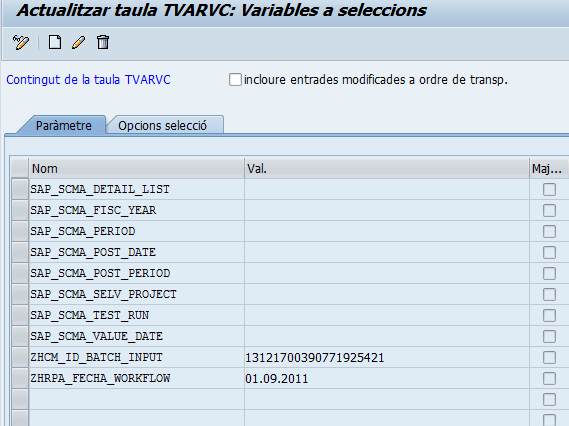 Actualitzar taula TVARVC: Variables a seleccions
Contingut de la taula TVARVC incloure entrades modificades a ordre de transp.
Paràmetre Opcions selecció
Nom Val. Maj...
SAP_SCMA_DETAIL_LIST
SAP_SCMA_FISC_YEAR
SAP_SCMA_PERIOD
SAP_SCMA_POST_DATE
SAP_SCMA_POST_PERIOD
SAP_SCMA_SELV_PROJECT
SAP_SCMA_TEST_RUN
SAP_SCMA_VALUE_DATE
ZHCM_ID_BATCH_INPUT 13121700390771925421
ZHRPA_FECHA_WORKFLOW 01.09.2011